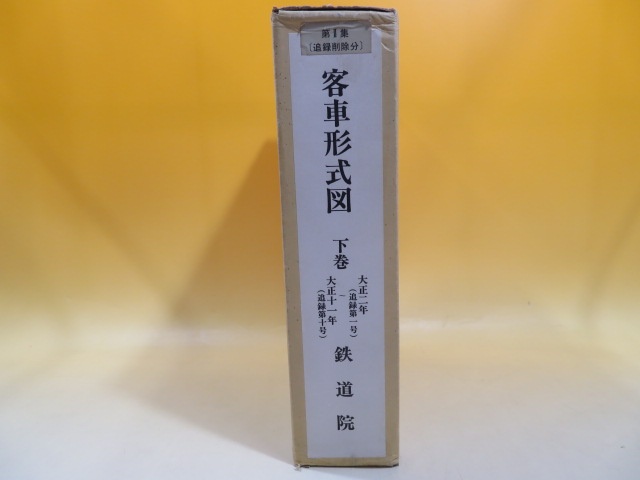 第Ⅰ集
〔追録削除分〕
客車形式図
下巻
大正二年
(追録第一号)
～
大正十一年
(追録第十号)
鉄道院